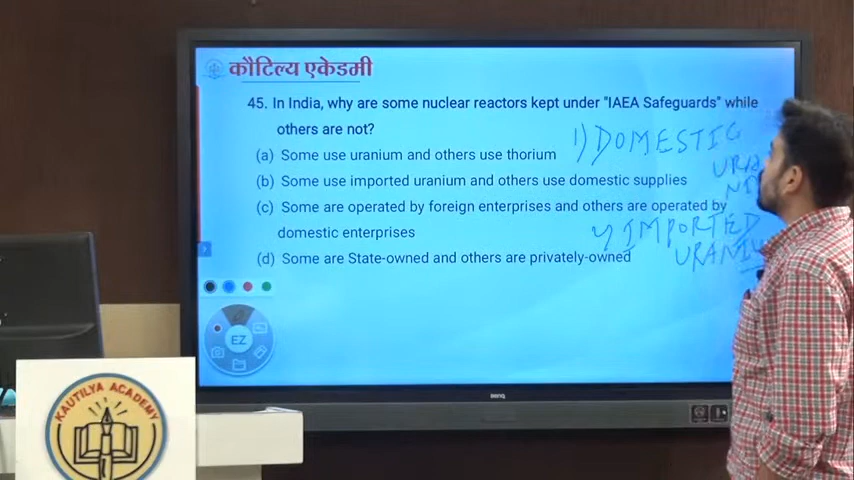 कौटिल्य एकेडमी
45. In India, why are some nuclear reactors kept under "IAEA Safeguards" while
others are not?
(a) Some use uranium and others use thorium
(b) Some use imported uranium and others use domestic supplies
(c) Some are operated by foreign enterprises and others are operated by
domestic enterprises
(d) Some are State-owned and others are privately-owned
1) DOMESTIC
IMPORTED
EZ
BenQ
KAUTILYA ACADEMY